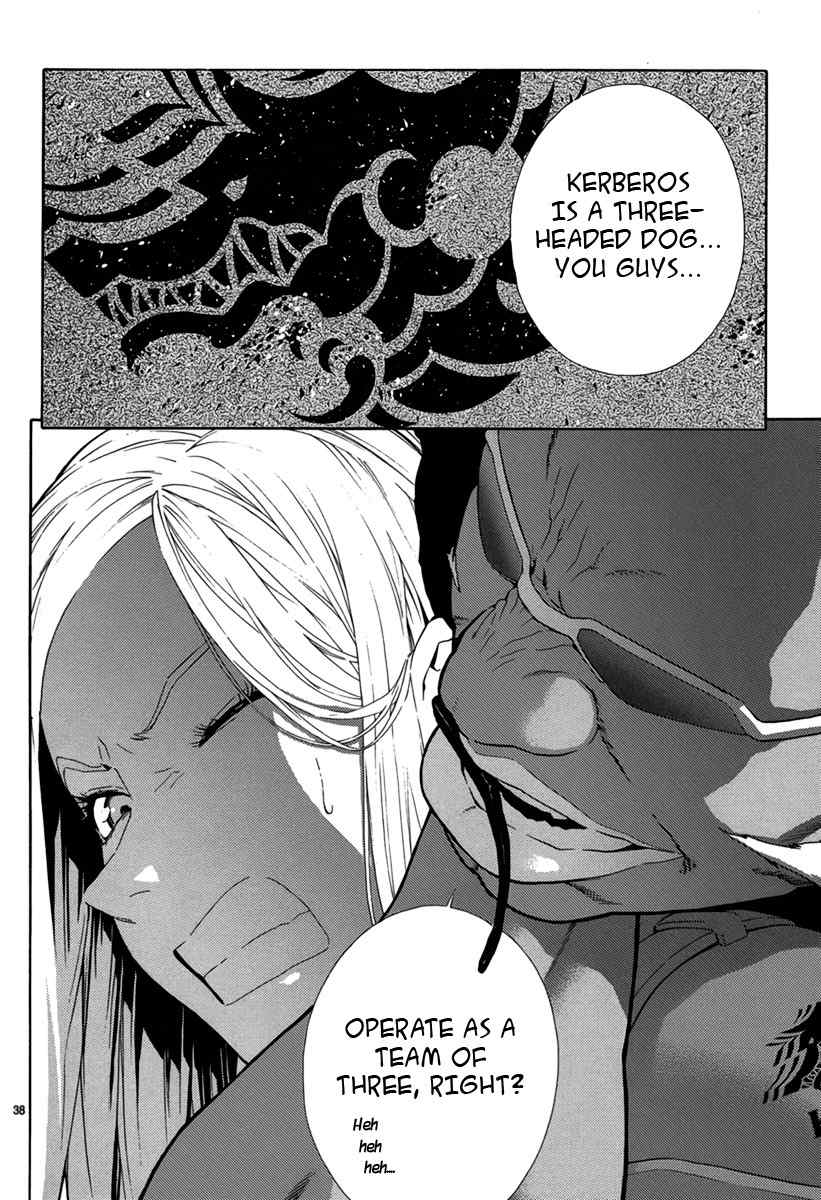 KERBEROS
IS A THREE-
HEADED DOG...
YOU GUYS...
OPERATE AS A
TEAM OF
THREE, RIGHT?
Heh
heh
heh...
38